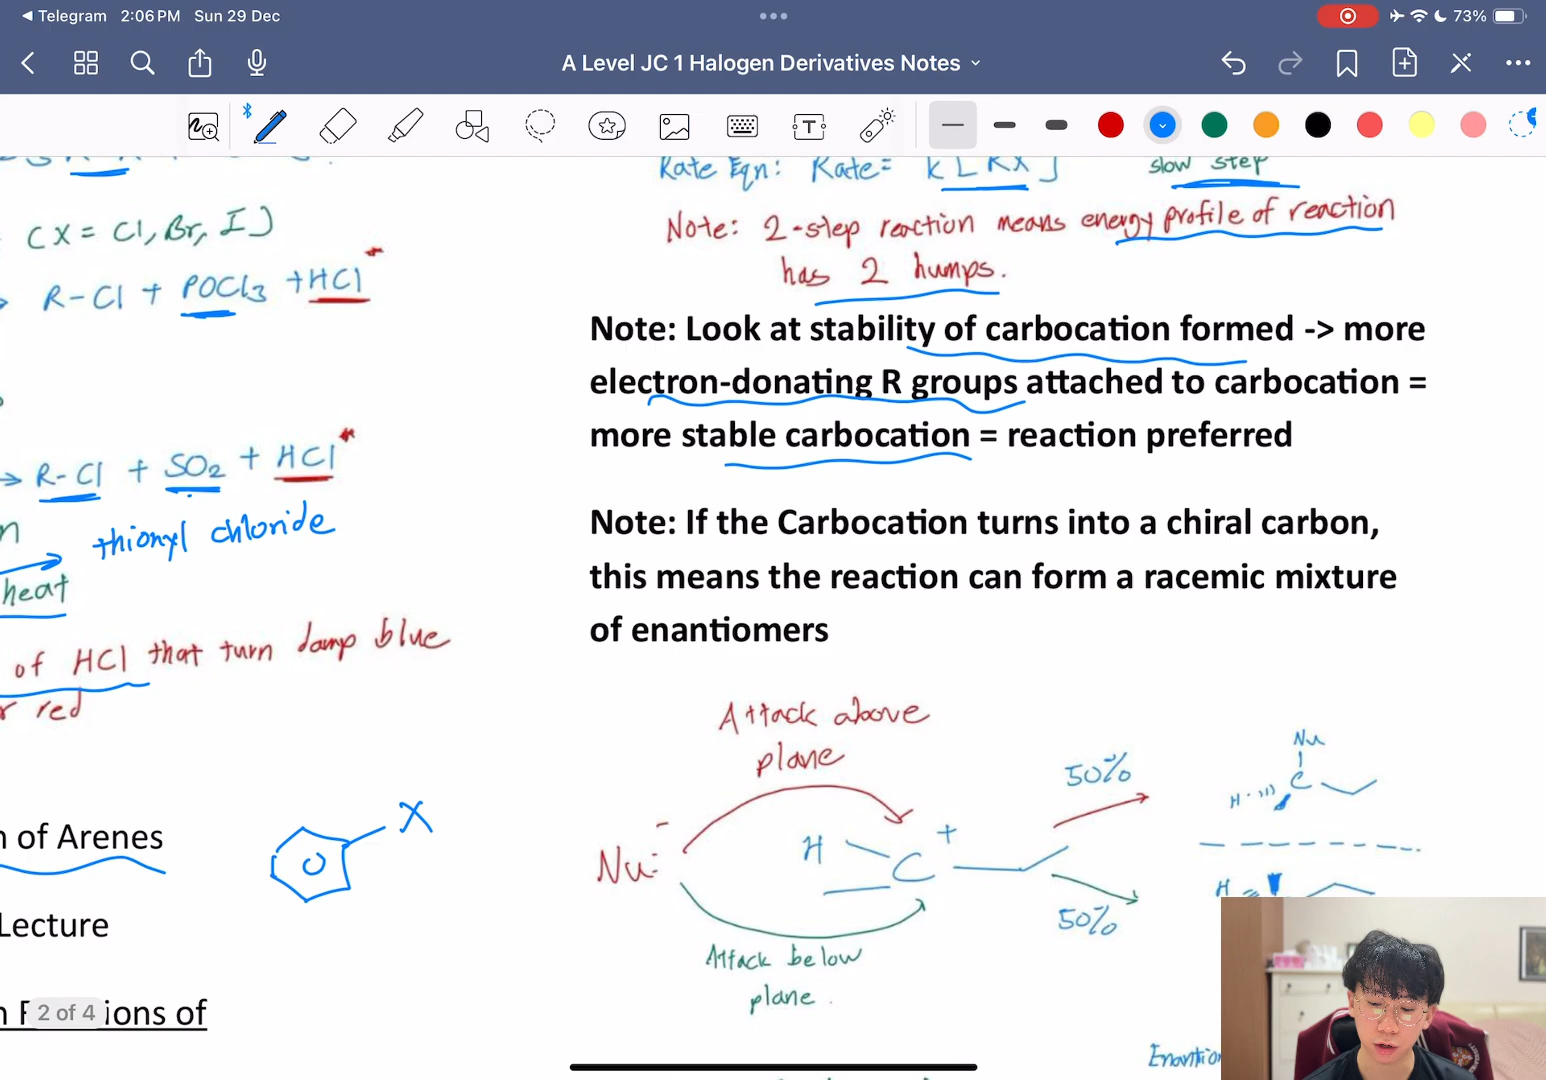 Telegram 2:06 PM Sun 29 Dec
73%
A Level JC 1 Halogen Derivatives Notes
T
(X = Cl, Br, I)
R-Cl + POCl3 + HCl *
R-Cl + SO2 + HCl *
thionyl chloride
heat
of HCl that turn damp blue
red
X
of Arenes
Lecture
2 of 4
ions of
Rate Eqn: Rate = k [RX]
slow step
Note: 2-step reaction means energy profile of reaction
has 2 humps.
Note: Look at stability of carbocation formed -> more
electron-donating R groups attached to carbocation =
more stable carbocation = reaction preferred
Note: If the Carbocation turns into a chiral carbon,
this means the reaction can form a racemic mixture
of enantiomers
Attack above
plane
50%
Nu
H C
Nu:-
H C +
50%
H
Attack below
plane.